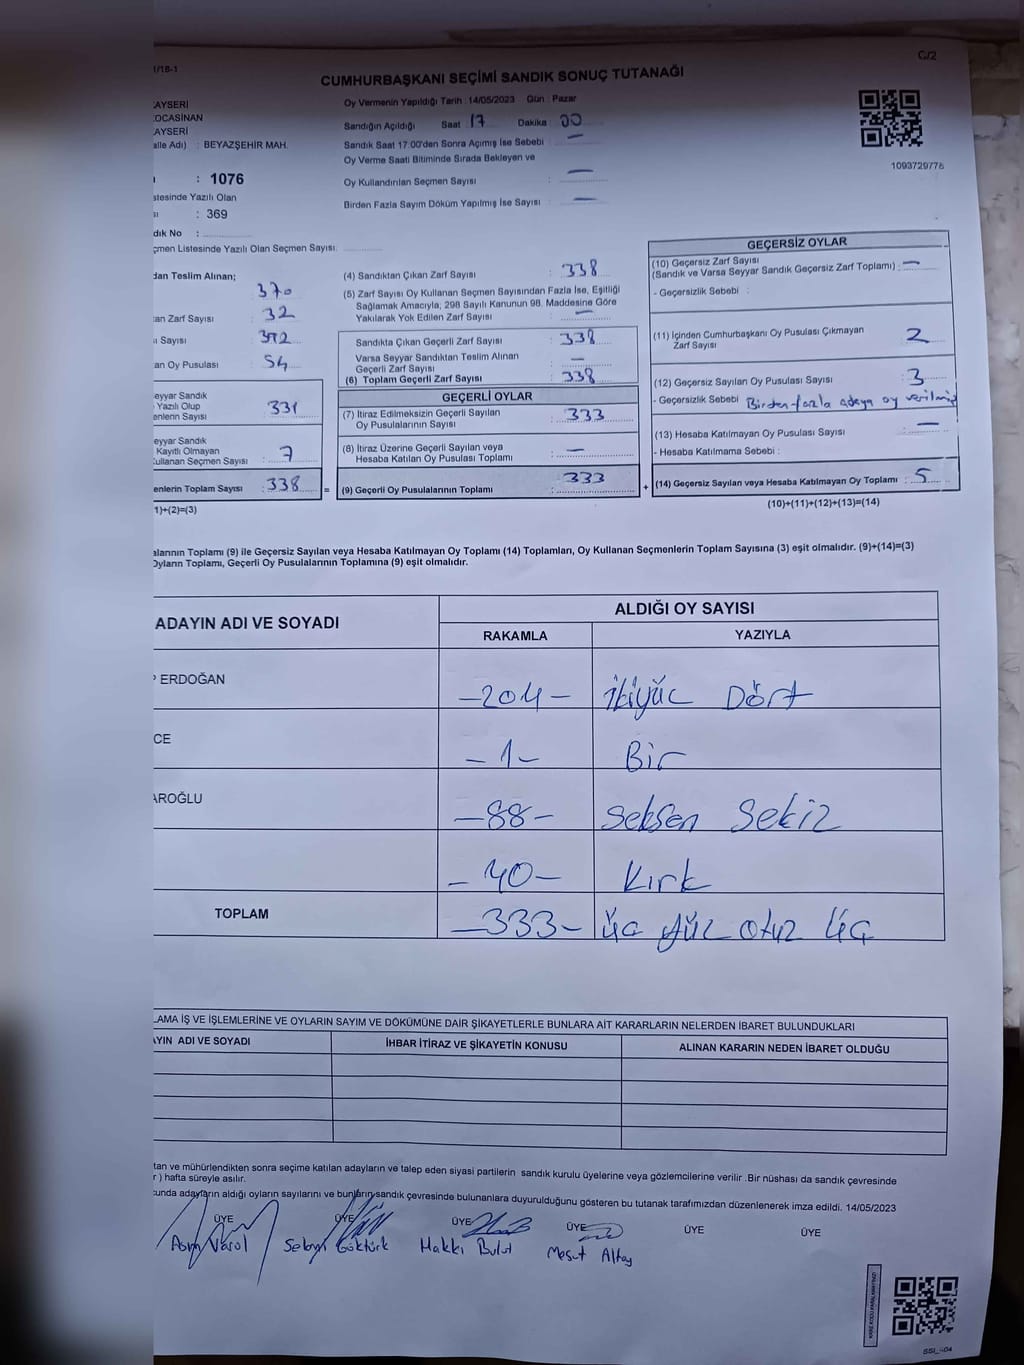 C/2
1/1B-1
CUMHURBAŞKANI SEÇİMİ SANDIK SONUÇ TUTANAĞI
AYSERİ
OCASİNAN
AYSERİ
alle Adı) : BEYAZŞEHİR MAH.
Oy Vermenin Yapıldığı Tarih : 14/05/2023 Gün : Pazar
Sandığın Açıldığı Saat 17 Dakika 00
Sandık Saat 17:00'den Sonra Açımış İse Sebebi : —
Oy Verme Saati Bitiminde Sırada Bekleyen ve
Oy Kullandırılan Seçmen Sayısı : —
Birden Fazla Sayım Döküm Yapılmış İse Sayısı : —
1093729776
: 1076
stesinde Yazılı Olan
sı : 369
dık No :
çmen Listesinde Yazılı Olan Seçmen Sayısı:
dan Teslim Alınan;
370
an Zarf Sayısı 32
ı Sayısı
an Oy Pusulası 54
eyyar Sandık
Yazılı Olup
enlerin Sayısı 331
eyyar Sandık
Kayıtlı Olmayan
ullanan Seçmen Sayısı : 7
enlerin Toplam Sayısı : 338 =
1)+(2)=(3)
(4) Sandıktan Çıkan Zarf Sayısı : 338
(5) Zarf Sayısı Oy Kullanan Seçmen Sayısından Fazla İse, Eşitliği
Sağlamak Amacıyla, 298 Sayılı Kanunun 98. Maddesine Göre
Yakılarak Yok Edilen Zarf Sayısı : —
Sandıkta Çıkan Geçerli Zarf Sayısı : 338
Varsa Seyyar Sandıktan Teslim Alınan
Geçerli Zarf Sayısı : —
(6) Toplam Geçerli Zarf Sayısı : 338
GEÇERLİ OYLAR
(7) İtiraz Edilmeksizin Geçerli Sayılan
Oy Pusulalarının Sayısı : 333
(8) İtiraz Üzerine Geçerli Sayılan veya
Hesaba Katılan Oy Pusulası Toplamı : —
(9) Geçerli Oy Pusulalarının Toplamı : 333 +
GEÇERSİZ OYLAR
(10) Geçersiz Zarf Sayısı
(Sandık ve Varsa Seyyar Sandık Geçersiz Zarf Toplamı) : —
- Geçersizlik Sebebi :
(11) İçinden Cumhurbaşkanı Oy Pusulası Çıkmayan
Zarf Sayısı : 2
(12) Geçersiz Sayılan Oy Pusulası Sayısı : 3
- Geçersizlik Sebebi : Birden fazla adaya oy verilmiş
(13) Hesaba Katılmayan Oy Pusulası Sayısı : —
- Hesaba Katılmama Sebebi :
(14) Geçersiz Sayılan veya Hesaba Katılmayan Oy Toplamı : 5
(10)+(11)+(12)+(13)=(14)
alarının Toplamı (9) ile Geçersiz Sayılan veya Hesaba Katılmayan Oy Toplamı (14) Toplamları, Oy Kullanan Seçmenlerin Toplam Sayısına (3) eşit olmalıdır. (9)+(14)=(3)
Oyların Toplamı, Geçerli Oy Pusulalarının Toplamına (9) eşit olmalıdır.
ADAYIN ADI VE SOYADI
ALDIĞI OY SAYISI
RAKAMLA YAZIYLA
ERDOĞAN -204- İkiyüz Dört
CE -1- Bir
AROĞLU -88- Seksen Sekiz
-40- Kırk
TOPLAM -333- Üç Yüz Otuz Üç
LAMA İŞ VE İŞLEMLERİNE VE OYLARIN SAYIM VE DÖKÜMÜNE DAİR ŞİKAYETLERLE BUNLARA AİT KARARLARIN NELERDEN İBARET BULUNDUKLARI
YIN ADI VE SOYADI İHBAR İTİRAZ VE ŞİKAYETİN KONUSU ALINAN KARARIN NEDEN İBARET OLDUĞU
tan ve mühürlendikten sonra seçime katılan adayların ve talep eden siyasi partilerin sandık kurulu üyelerine veya gözlemcilerine verilir .Bir nüshası da sandık çevresinde
r ) hafta süreyle asılır.
unda adayların aldığı oyların sayılarını ve bunların sandık çevresinde bulunanlara duyurulduğunu gösteren bu tutanak tarafımızdan düzenlenerek imza edildi. 14/05/2023
ÜYE ÜYE ÜYE ÜYE ÜYE ÜYE
Varol Göktürk Hakkı Bulut Mesut Altay